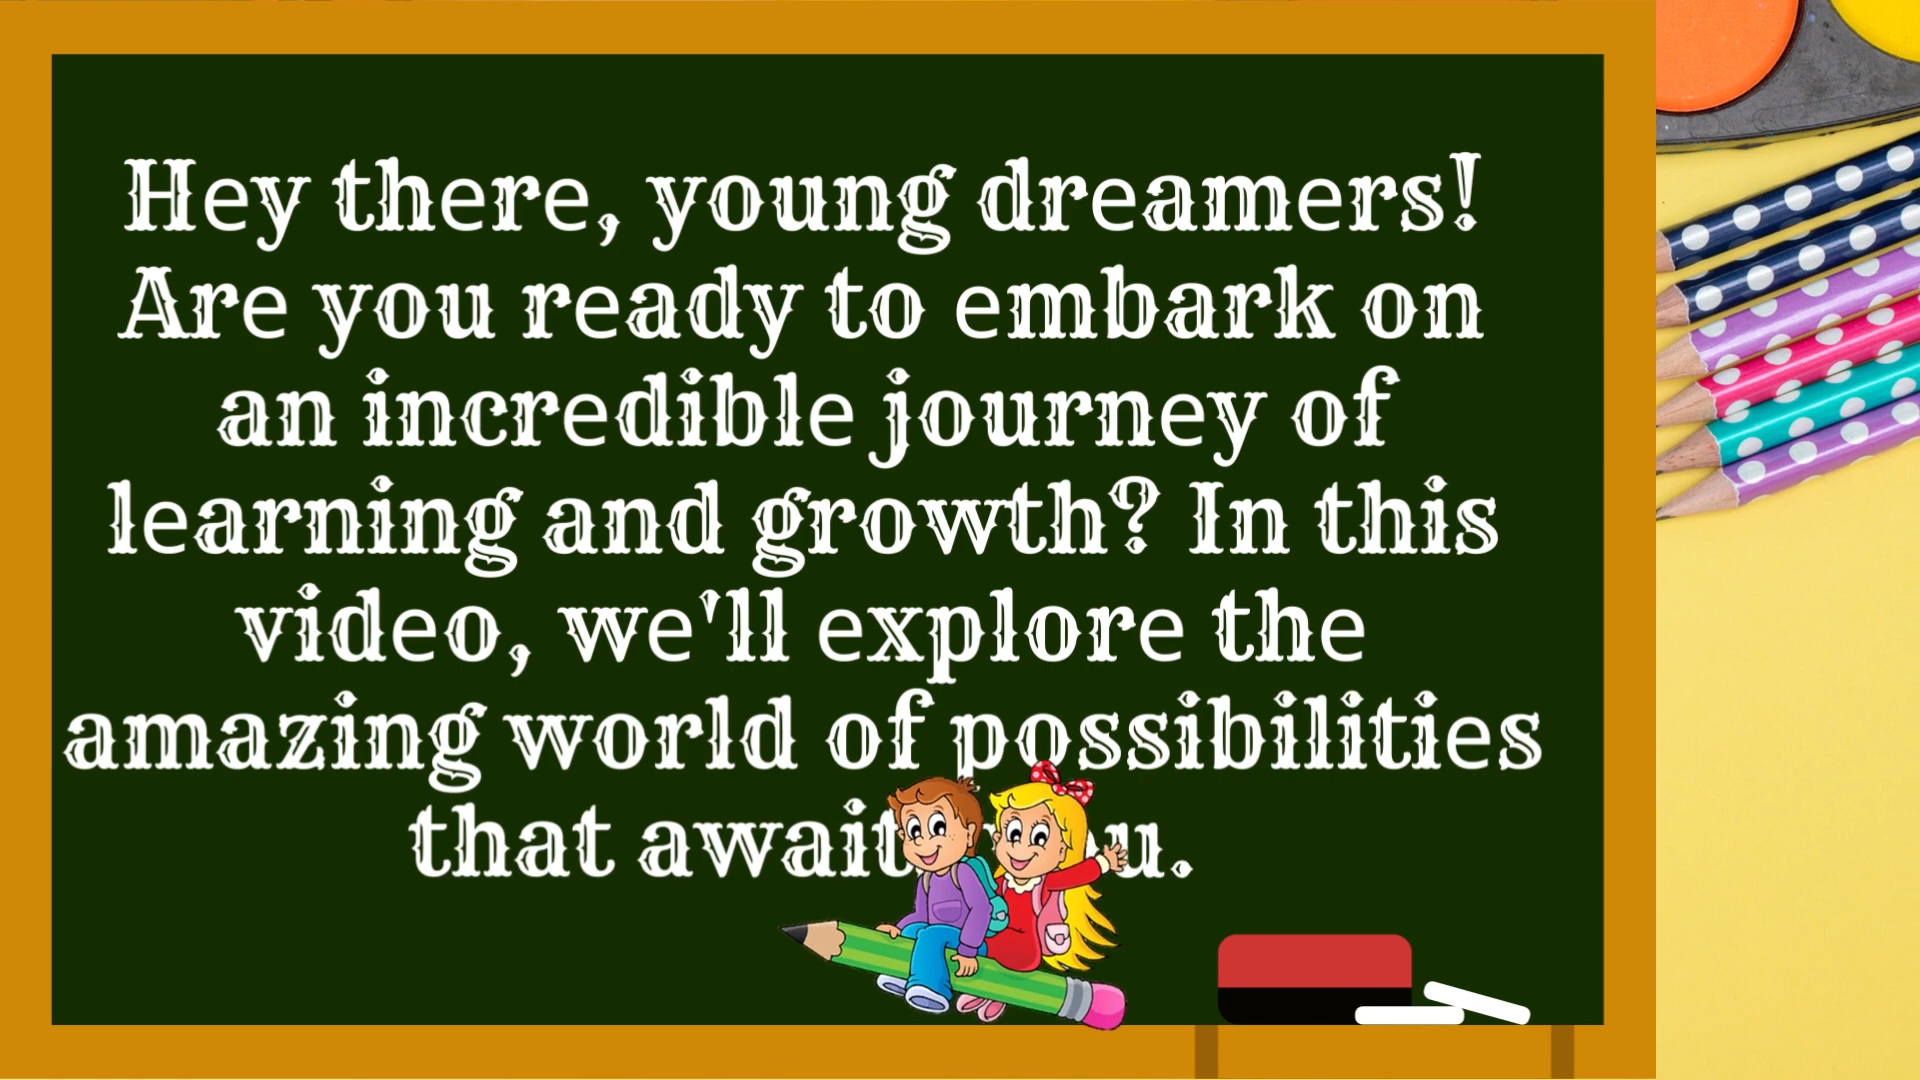 Hey there, young dreamers!
Are you ready to embark on
an incredible journey of
learning and growth? In this
video, we'll explore the
amazing world of possibilities
that await